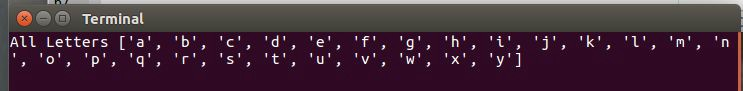 Terminal
All Letters ['a', 'b', 'c', 'd', 'e', 'f', 'g', 'h', 'i', 'j', 'k', 'l', 'm', 'n
', 'o', 'p', 'q', 'r', 's', 't', 'u', 'v', 'w', 'x', 'y']